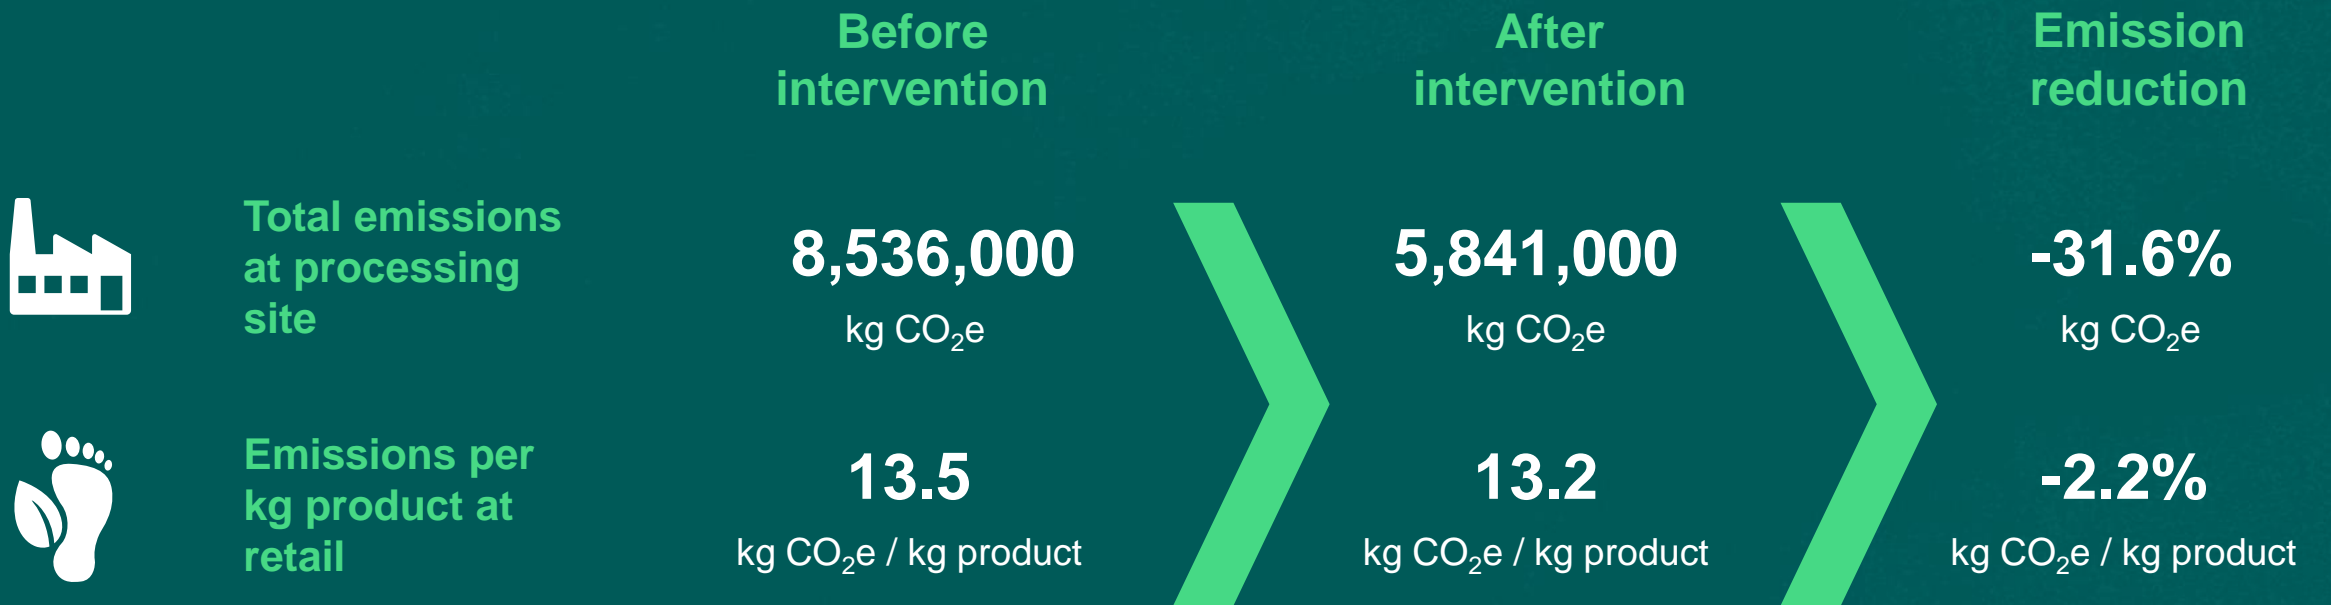 Before
intervention
After
intervention
Emission
reduction
Total emissions
at processing
site
8,536,000
kg CO₂e
5,841,000
kg CO₂e
-31.6%
kg CO₂e
Emissions per
kg product at
retail
13.5
kg CO₂e / kg product
13.2
kg CO₂e / kg product
-2.2%
kg CO₂e / kg product